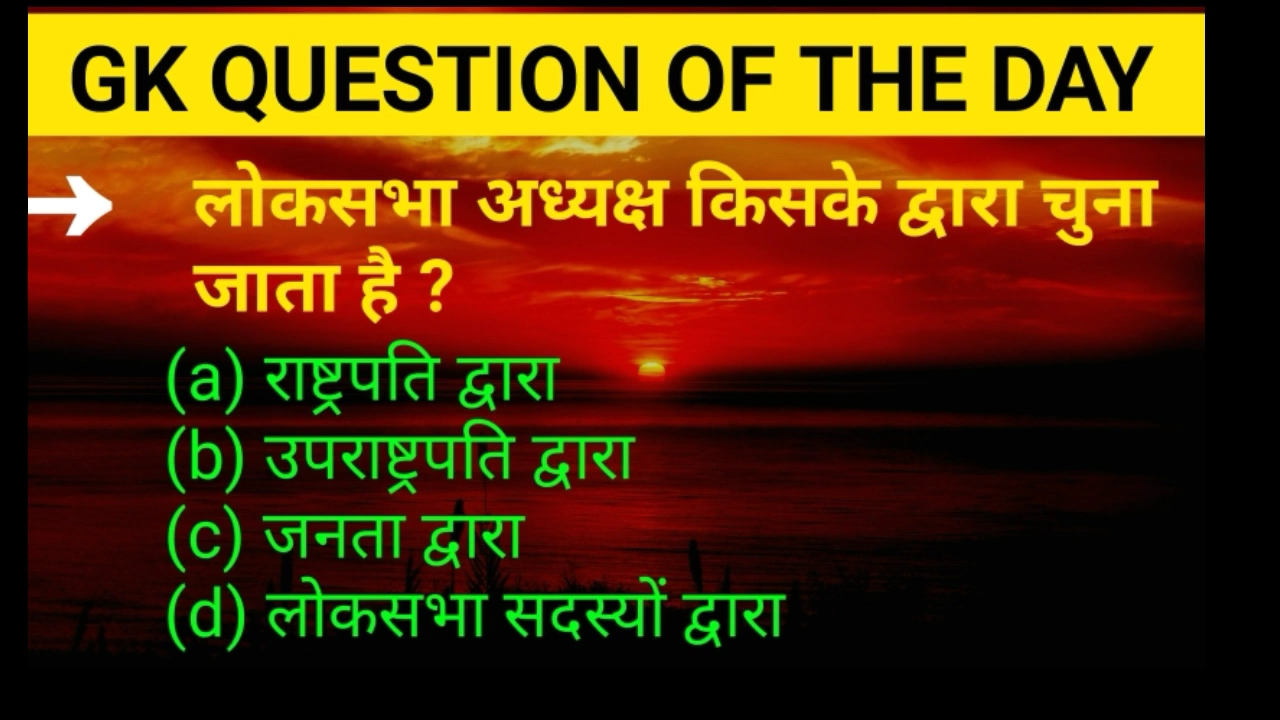 GK QUESTION OF THE DAY
→ लोकसभा अध्यक्ष किसके द्वारा चुना
जाता है ?
(a) राष्ट्रपति द्वारा
(b) उपराष्ट्रपति द्वारा
(c) जनता द्वारा
(d) लोकसभा सदस्यों द्वारा